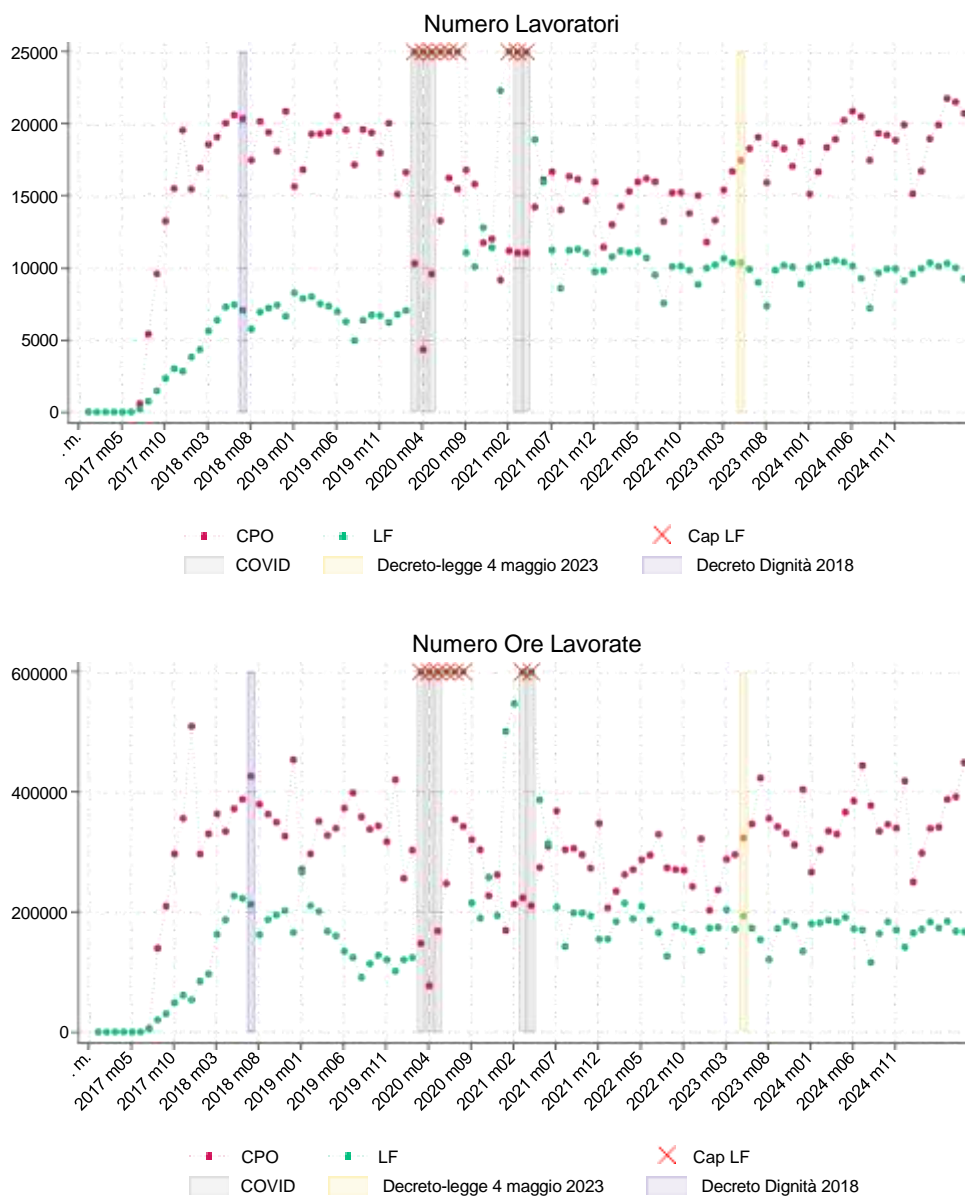 Numero Lavoratori
25000
20000
15000
10000
5000
0
. m.
2017 m05
2017 m10
2018 m03
2018 m08
2019 m01
2019 m06
2019 m11
2020 m04
2020 m09
2021 m02
2021 m07
2021 m12
2022 m05
2022 m10
2023 m03
2023 m08
2024 m01
2024 m06
2024 m11
CPO LF Cap LF
COVID Decreto-legge 4 maggio 2023 Decreto Dignità 2018
Numero Ore Lavorate
600000
400000
200000
0
. m.
2017 m05
2017 m10
2018 m03
2018 m08
2019 m01
2019 m06
2019 m11
2020 m04
2020 m09
2021 m02
2021 m07
2021 m12
2022 m05
2022 m10
2023 m03
2023 m08
2024 m01
2024 m06
2024 m11
CPO LF Cap LF
COVID Decreto-legge 4 maggio 2023 Decreto Dignità 2018